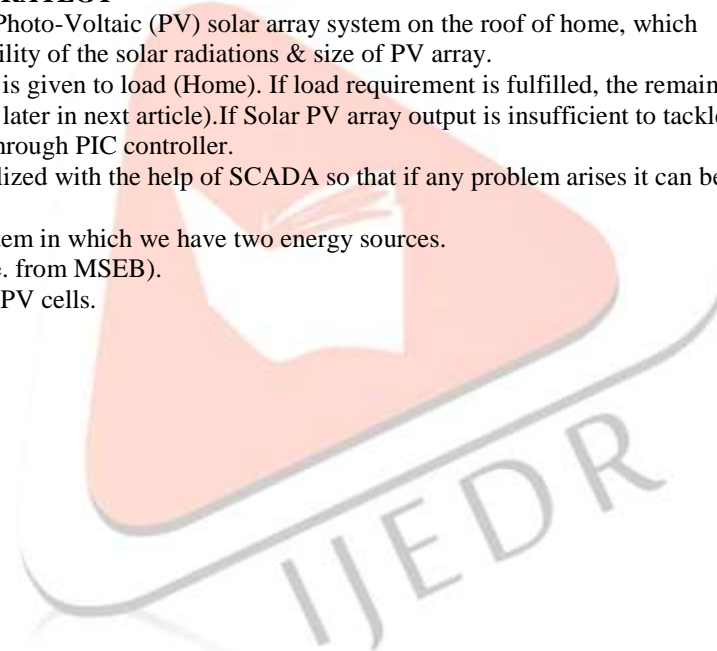 Photo-Voltaic (PV) solar array system on the roof of home, which
ility of the solar radiations & size of PV array.
is given to load (Home). If load requirement is fulfilled, the remain
later in next article).If Solar PV array output is insufficient to tackle
hrough PIC controller.
lized with the help of SCADA so that if any problem arises it can be
tem in which we have two energy sources.
. from MSEB).
PV cells.
IJEDR